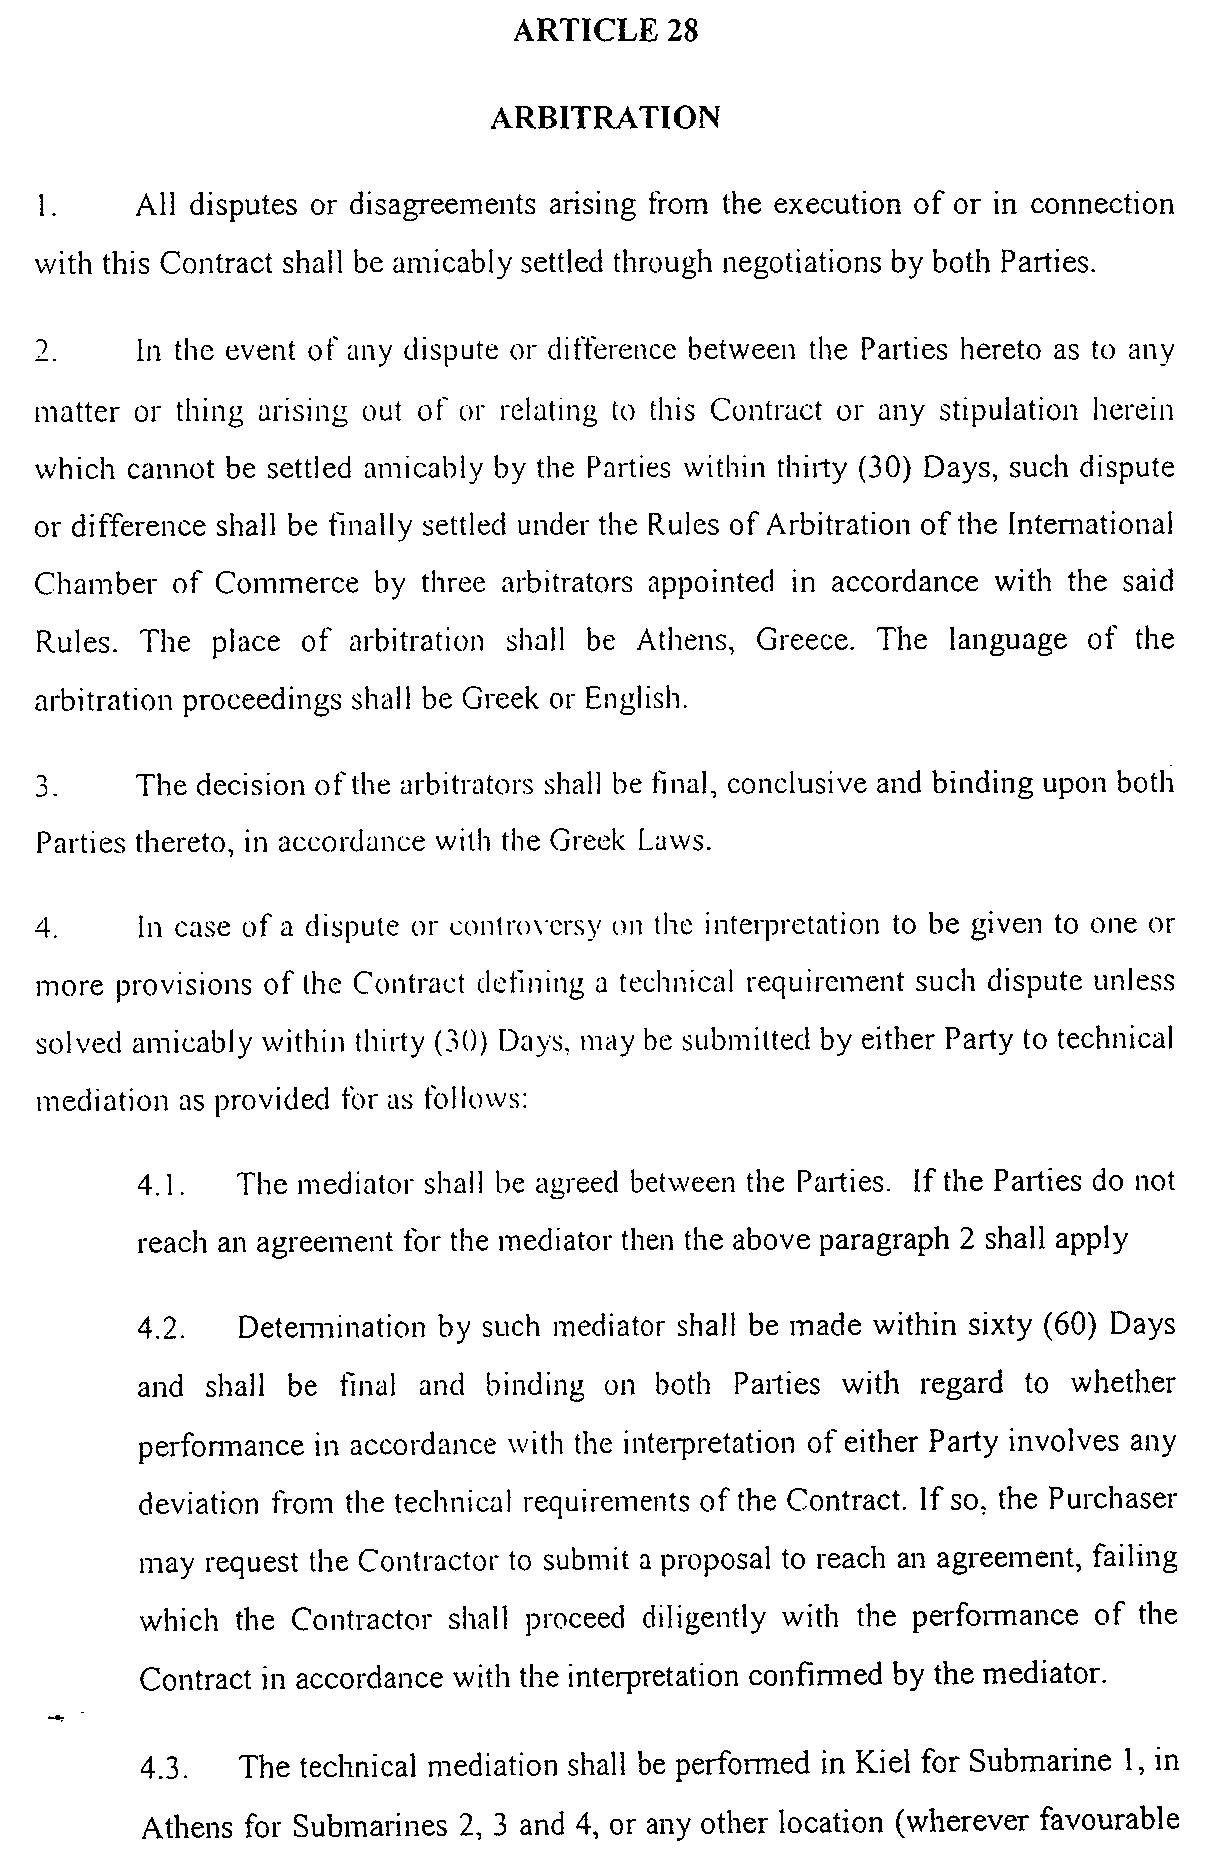 ARTICLE 28
ARBITRATION
1. All disputes or disagreements arising from the execution of or in connection
with this Contract shall be amicably settled through negotiations by both Parties.
2. In the event of any dispute or difference between the Parties hereto as to any
matter or thing arising out of or relating to this Contract or any stipulation herein
which cannot be settled amicably by the Parties within thirty (30) Days, such dispute
or difference shall be finally settled under the Rules of Arbitration of the International
Chamber of Commerce by three arbitrators appointed in accordance with the said
Rules. The place of arbitration shall be Athens, Greece. The language of the
arbitration proceedings shall be Greek or English.
3. The decision of the arbitrators shall be final, conclusive and binding upon both
Parties thereto, in accordance with the Greek Laws.
4. In case of a dispute or controversy on the interpretation to be given to one or
more provisions of the Contract defining a technical requirement such dispute unless
solved amicably within thirty (30) Days, may be submitted by either Party to technical
mediation as provided for as follows:
4.1. The mediator shall be agreed between the Parties. If the Parties do not
reach an agreement for the mediator then the above paragraph 2 shall apply
4.2. Determination by such mediator shall be made within sixty (60) Days
and shall be final and binding on both Parties with regard to whether
performance in accordance with the interpretation of either Party involves any
deviation from the technical requirements of the Contract. If so, the Purchaser
may request the Contractor to submit a proposal to reach an agreement, failing
which the Contractor shall proceed diligently with the performance of the
Contract in accordance with the interpretation confirmed by the mediator.
4.3. The technical mediation shall be performed in Kiel for Submarine 1, in
Athens for Submarines 2, 3 and 4, or any other location (wherever favourable